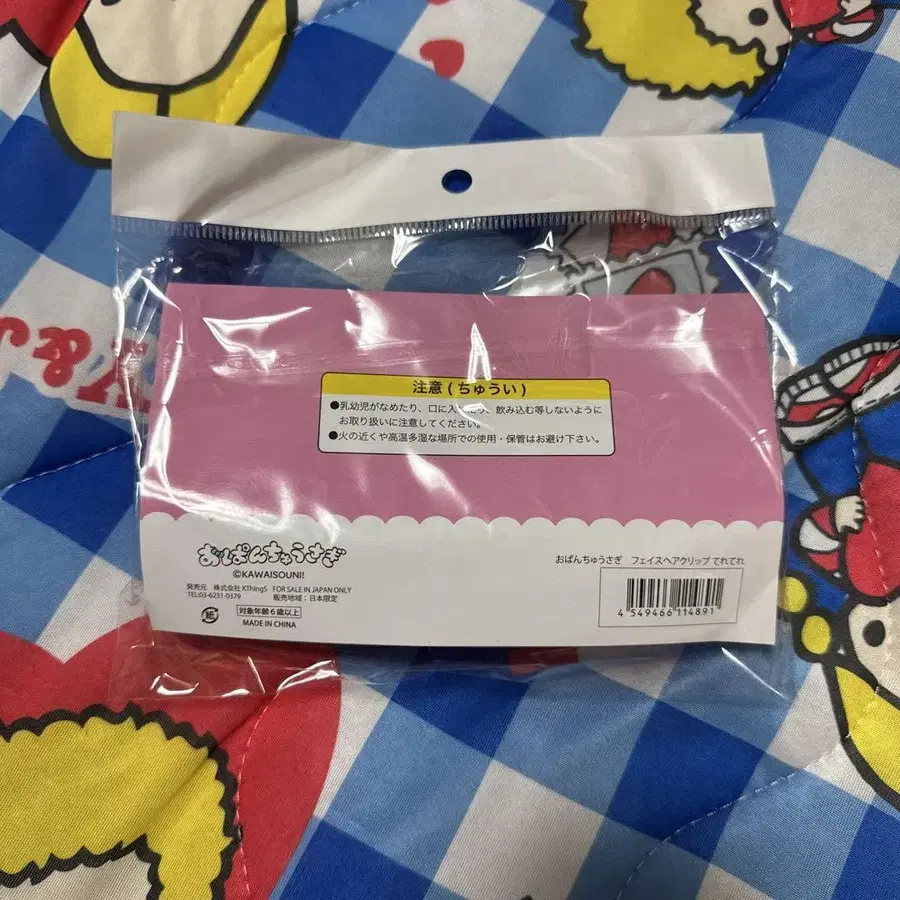 注意 ( ちゅうい )
●乳幼児がなめたり、口に入れたり、飲み込む等しないように
お取り扱いに注意してください。
●火の近くや高温多湿な場所での使用・保管はお避け下さい。
おぱんちゅうさぎ
©KAWAISOUNI!
発売元 株式会社 KThingS FOR SALE IN JAPAN ONLY
TEL:03-6231-0379 販売地域：日本限定
紙
対象年齢6歳以上
MADE IN CHINA
おぱんちゅうさぎ フェイスヘアクリップ てれてれ
4 549466 114891